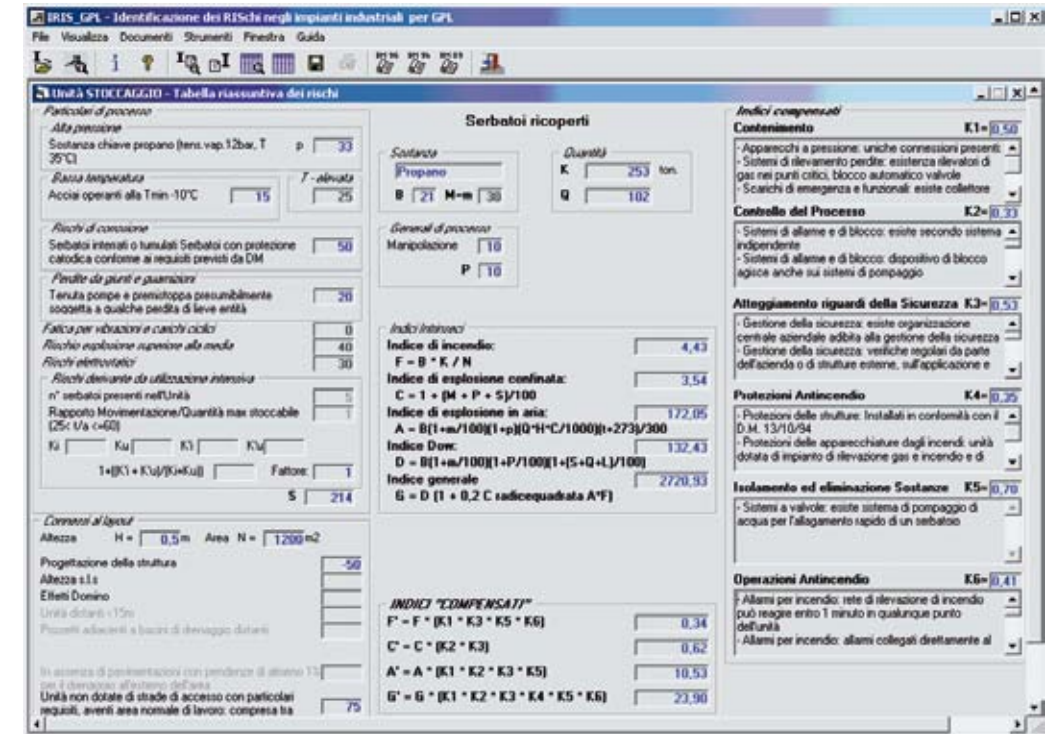 IRIS_GPL - Identificazione dei RISchi negli impianti industriali per GPL
File Visualizza Documenti Strumenti Finestra Guida
Unità STOCCAGGIO - Tabella riassuntiva dei rischi
Particolari di processo
Alta pressione
Sostanza chiave propano (tens. vap. 12bar, T 35°C) p 33
Bassa temperatura
T - elevata
Acciai operanti alla Tmin -10°C 15 25
Rischi di corrosione
Serbatoi interrati o tumulati Serbatoi con protezione
catodica conforme ai requisiti previsti da DM 50
Perdite da giunti e guarnizioni
Tenuta pompe e premistoppa presumibilmente
soggetta a qualche perdita di lieve entità 20
Fatica per vibrazioni e carichi ciclici 0
Rischio esplosione superiore alla media 40
Rischi elettrostatici 30
Rischi derivante da utilizzazione intensiva
n° serbatoi presenti nell'Unità 5
Rapporto Movimentazione/Quantità max stoccabile
(25< t/a <=60) 1
Ki Ku K'i K'u
1+[(K'i + K'u)/(Ki+Ku)] Fattore: 1
S 214
Connessi al layout
Altezza H = 0,5 m Area N = 1200 m2
Progettazione della struttura -50
Altezza s.l.s
Effetti Domino
Unità distanti <15m
Pozzetti adiacenti a bacini di drenaggio distanti
In assenza di pavimentazioni con pendenze di almeno 1%
per il drenaggio all'esterno dell'area
Unità non dotate di strade di accesso con particolari
requisiti, aventi area normale di lavoro: compresa tra 75
Serbatoi ricoperti
Sostanza
Propano
B 21 M=m 30
Quantità
K 253 ton.
Q 102
Generali di processo
Manipolazione 10
P 10
Indici Intrinseci
Indice di incendio: 4,43
F = B * K / N
Indice di esplosione confinata: 3,54
C = 1 + (M + P + S)/100
Indice di esplosione in aria: 172,05
A = B(1+m/100)(1+p)(Q*H*C/1000)(t+273)/300
Indice Dow: 132,43
D = B(1+m/100)(1+P/100)(1+(S+Q+L)/100)
Indice generale 2720,93
G = D (1 + 0,2 C radicequadrata A*F)
INDICI "COMPENSATI"
F' = F * (K1 * K3 * K5 * K6) 0,34
C' = C * (K2 * K3) 0,62
A' = A * (K1 * K2 * K3 * K5) 10,53
G' = G * (K1 * K2 * K3 * K4 * K5 * K6) 23,90
Indici compensati
Contenimento K1= 0,50
- Apparecchi a pressione: uniche connessioni presenti:
- Sistemi di rilevamento perdite: esistenza rilevatori di
gas nei punti critici, blocco automatico valvole
- Scarichi di emergenza e funzionali: esiste collettore
Controllo del Processo K2= 0,33
- Sistemi di allarme e di blocco: esiste secondo sistema
indipendente
- Sistemi di allarme e di blocco: dispositivo di blocco
agisce anche sui sistemi di pompaggio
Atteggiamento riguardi della Sicurezza K3= 0,53
- Gestione della sicurezza: esiste organizzazione
centrale aziendale adbita alla gestione della sicurezza
- Gestione della sicurezza: verifiche regolari da parte
dell'azienda o di strutture esterne, sull'applicazione e
Protezioni Antincendio K4= 0,35
- Protezioni delle strutture: Installati in conformità con il
D.M. 13/10/94
- Protezioni delle apparecchiature dagli incendi: unità
dotata di impianto di rilevazione gas e incendio e di
Isolamento ed eliminazione Sostanze K5= 0,70
- Sistemi a valvole: esiste sistema di pompaggio di
acqua per l'allagamento rapido di un serbatoio
Operazioni Antincendio K6= 0,41
- Allarmi per incendio: rete di rilevazione di incendio
può reagire entro 1 minuto in qualunque punto
dell'unità
- Allarmi per incendio: allarmi collegati direttamente al